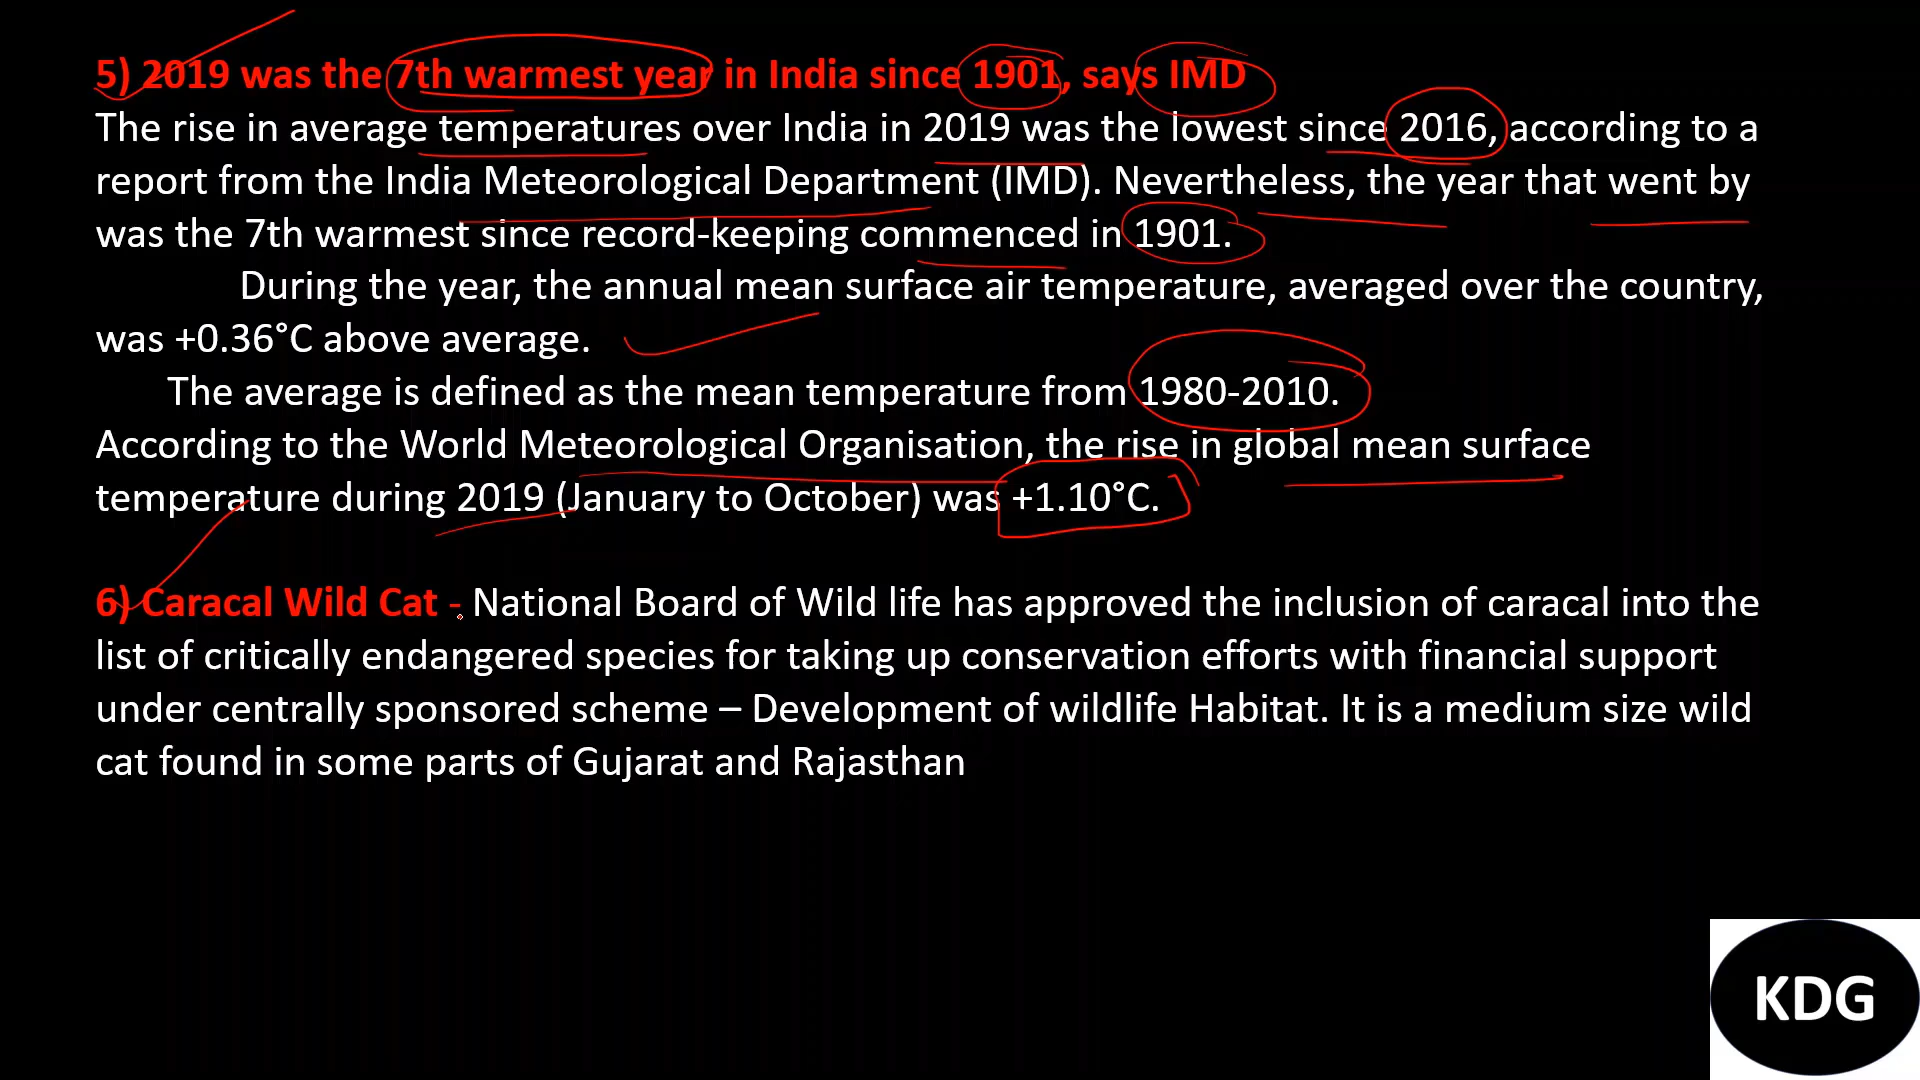 5) 2019 was the 7th warmest year in India since 1901, says IMD
The rise in average temperatures over India in 2019 was the lowest since 2016, according to a
report from the India Meteorological Department (IMD). Nevertheless, the year that went by
was the 7th warmest since record-keeping commenced in 1901.
During the year, the annual mean surface air temperature, averaged over the country,
was +0.36°C above average.
The average is defined as the mean temperature from 1980-2010.
According to the World Meteorological Organisation, the rise in global mean surface
temperature during 2019 (January to October) was +1.10°C.
6) Caracal Wild Cat - National Board of Wild life has approved the inclusion of caracal into the
list of critically endangered species for taking up conservation efforts with financial support
under centrally sponsored scheme – Development of wildlife Habitat. It is a medium size wild
cat found in some parts of Gujarat and Rajasthan
KDG